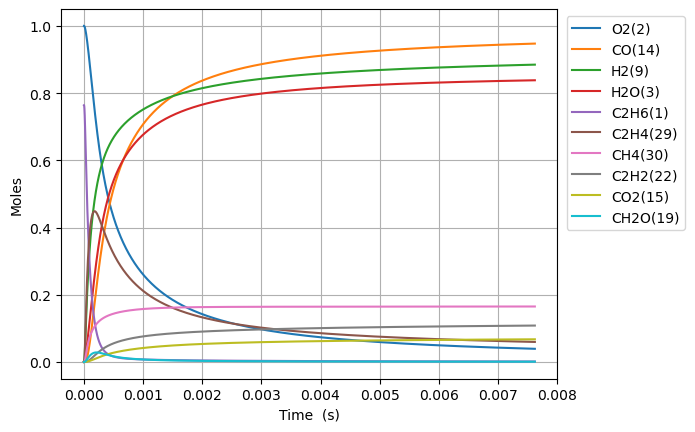 1.0
0.8
0.6
0.4
0.2
0.0
Moles
0.000 0.001 0.002 0.003 0.004 0.005 0.006 0.007 0.008
Time (s)
O2(2)
CO(14)
H2(9)
H2O(3)
C2H6(1)
C2H4(29)
CH4(30)
C2H2(22)
CO2(15)
CH2O(19)